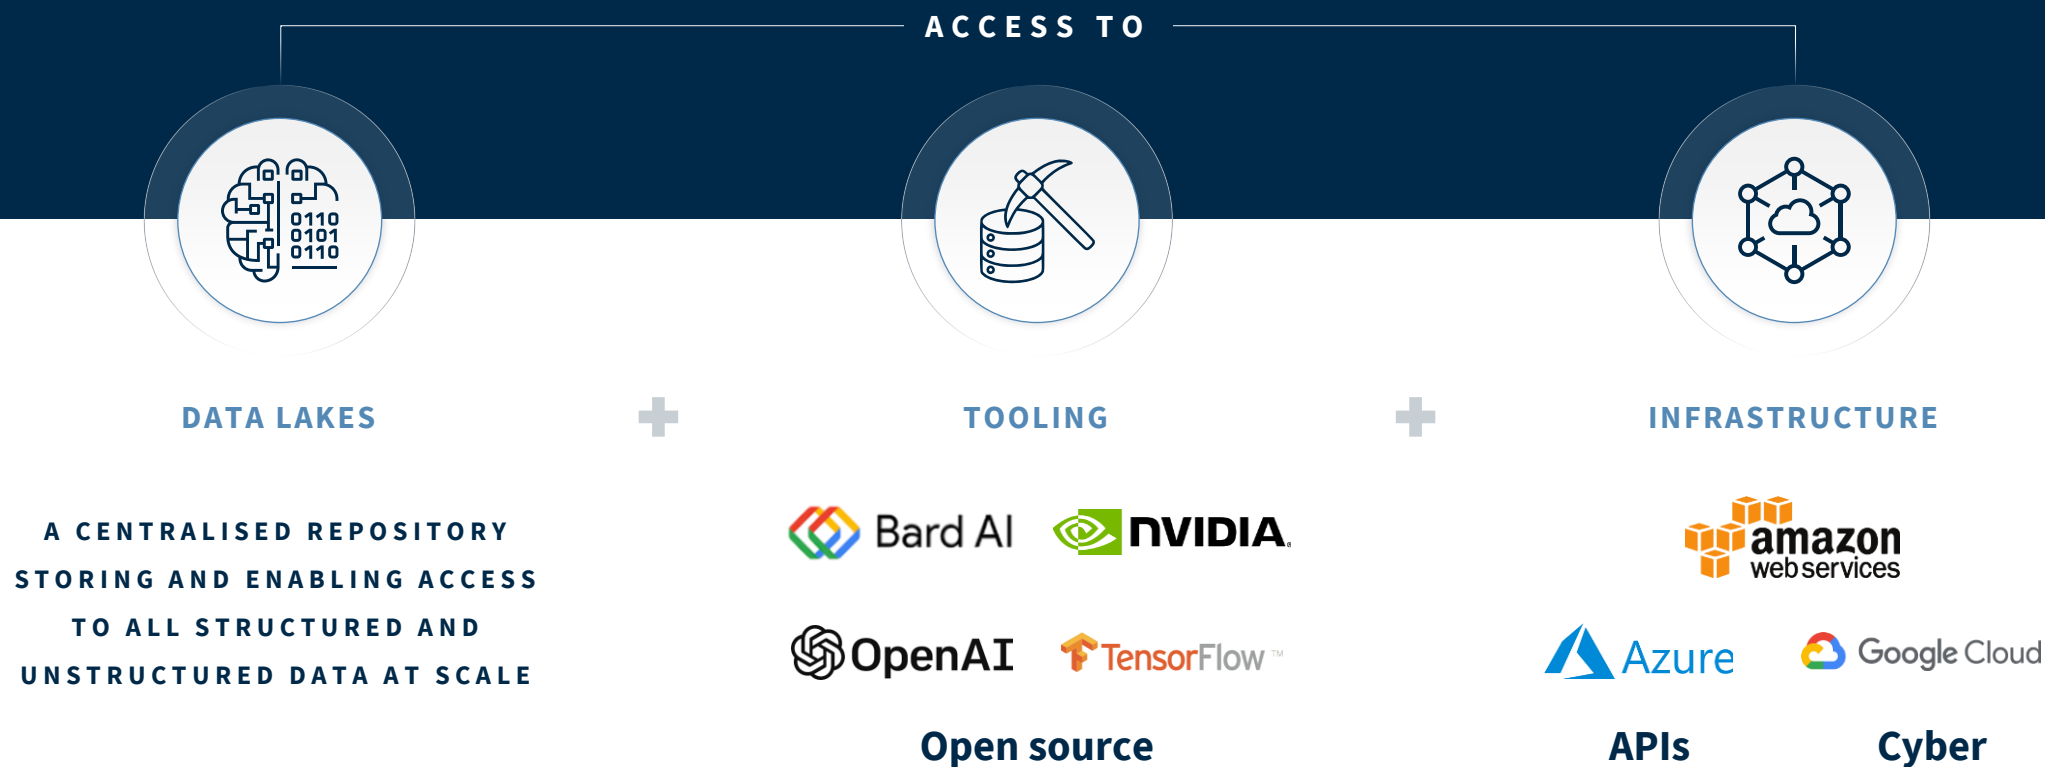 ACCESS TO
0110
0101
0110
DATA LAKES
TOOLING
INFRASTRUCTURE
A CENTRALISED REPOSITORY
STORING AND ENABLING ACCESS
TO ALL STRUCTURED AND
UNSTRUCTURED DATA AT SCALE
Bard AI
NVIDIA®
OpenAI
TensorFlow™
Open source
amazon
web services
Azure
Google Cloud
APIs
Cyber